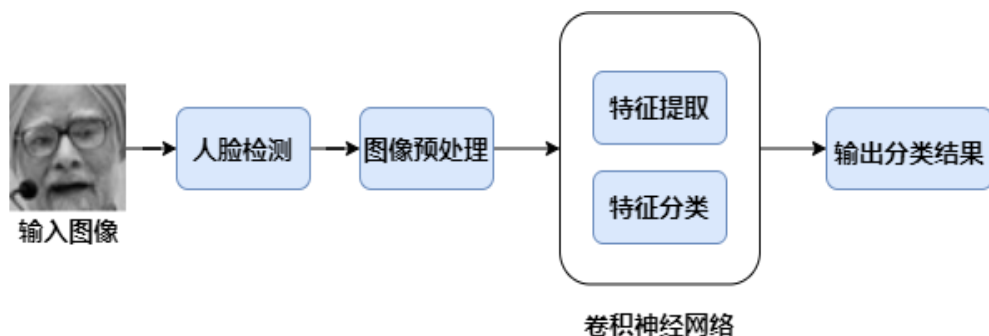 输入图像
人脸检测
图像预处理
特征提取
特征分类
卷积神经网络
输出分类结果